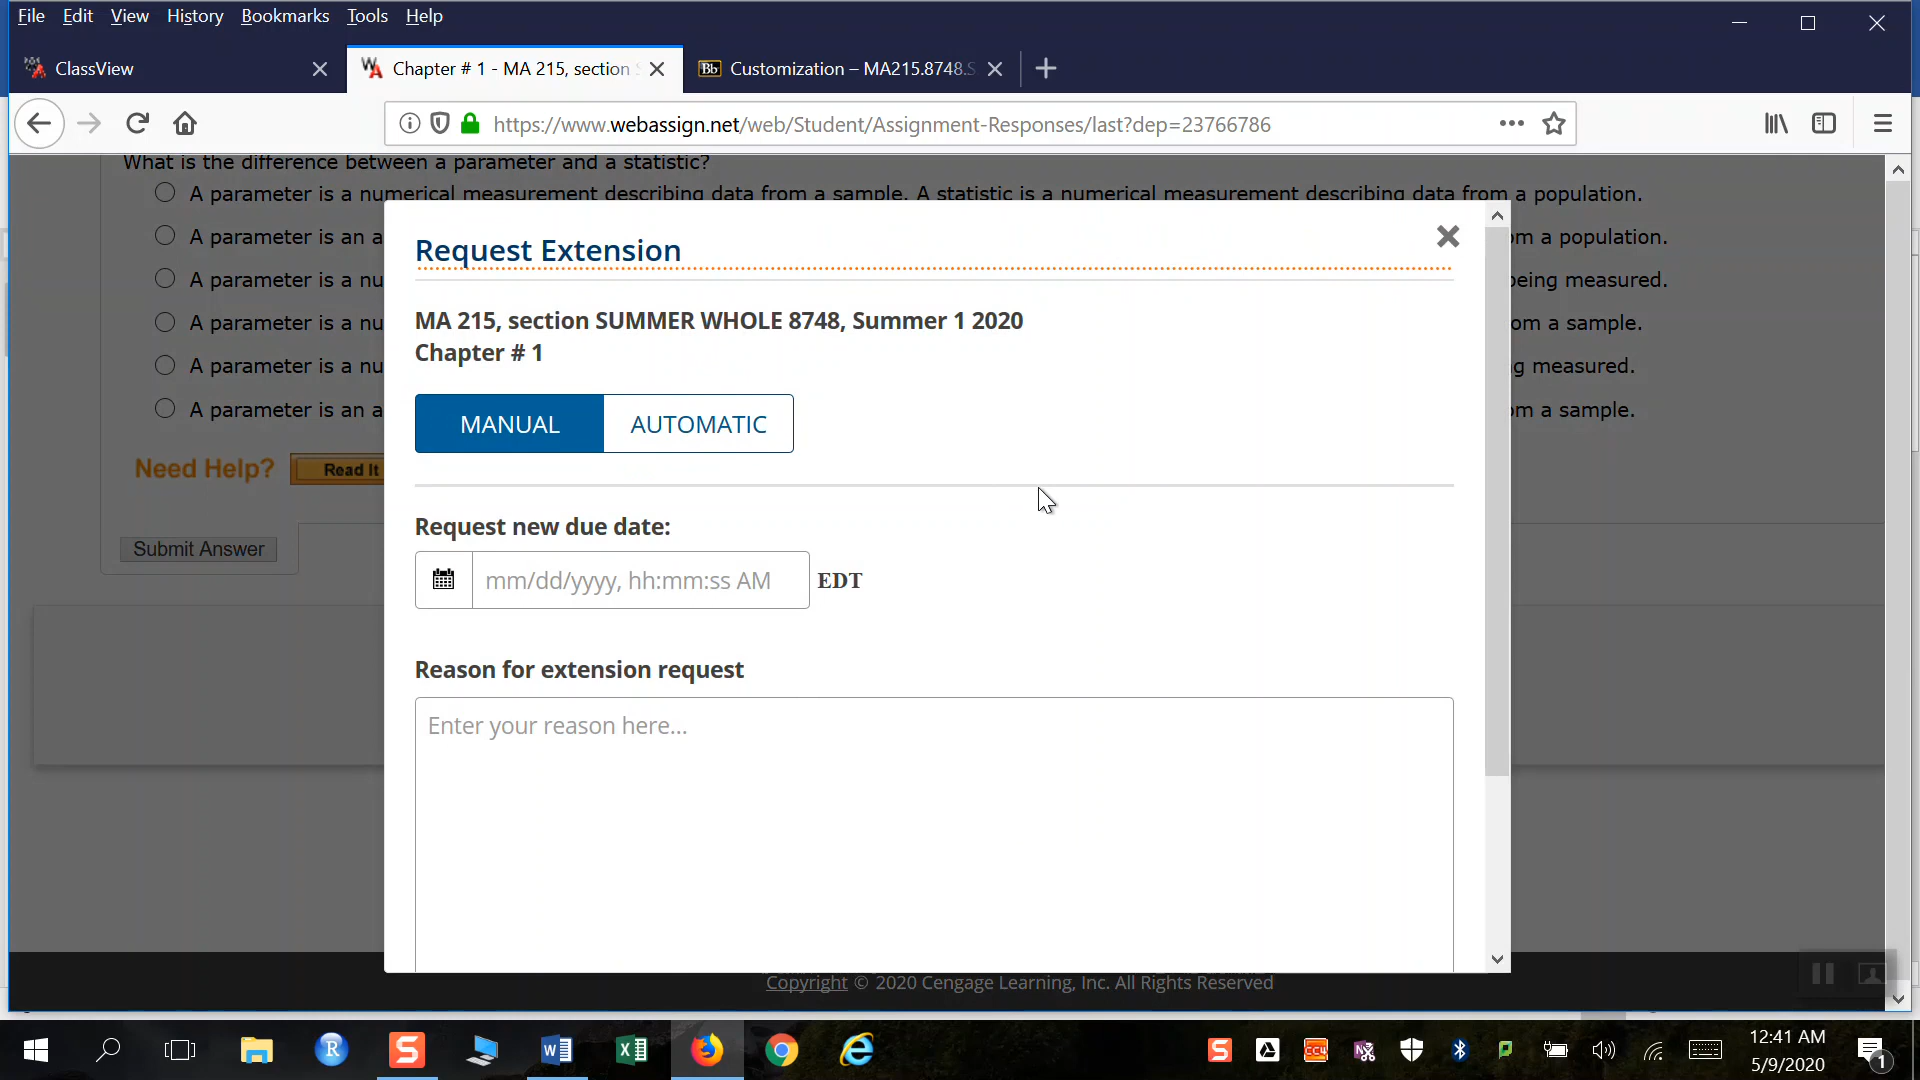 File Edit View History Bookmarks Tools Help
ClassView
Chapter # 1 - MA 215, section
Customization – MA215.8748.S
https://www.webassign.net/web/Student/Assignment-Responses/last?dep=23766786
What is the difference between a parameter and a statistic?
A parameter is a numerical measurement describing data from a sample. A statistic is a numerical measurement describing data from a population.
A parameter is an a
om a population.
A parameter is a nu
being measured.
A parameter is a nu
om a sample.
A parameter is a nu
g measured.
A parameter is an a
om a sample.
Need Help? Read It
Submit Answer
Request Extension
MA 215, section SUMMER WHOLE 8748, Summer 1 2020
Chapter # 1
MANUAL AUTOMATIC
Request new due date:
mm/dd/yyyy, hh:mm:ss AM EDT
Reason for extension request
Enter your reason here...
Copyright © 2020 Cengage Learning, Inc. All Rights Reserved
12:41 AM
5/9/2020
1